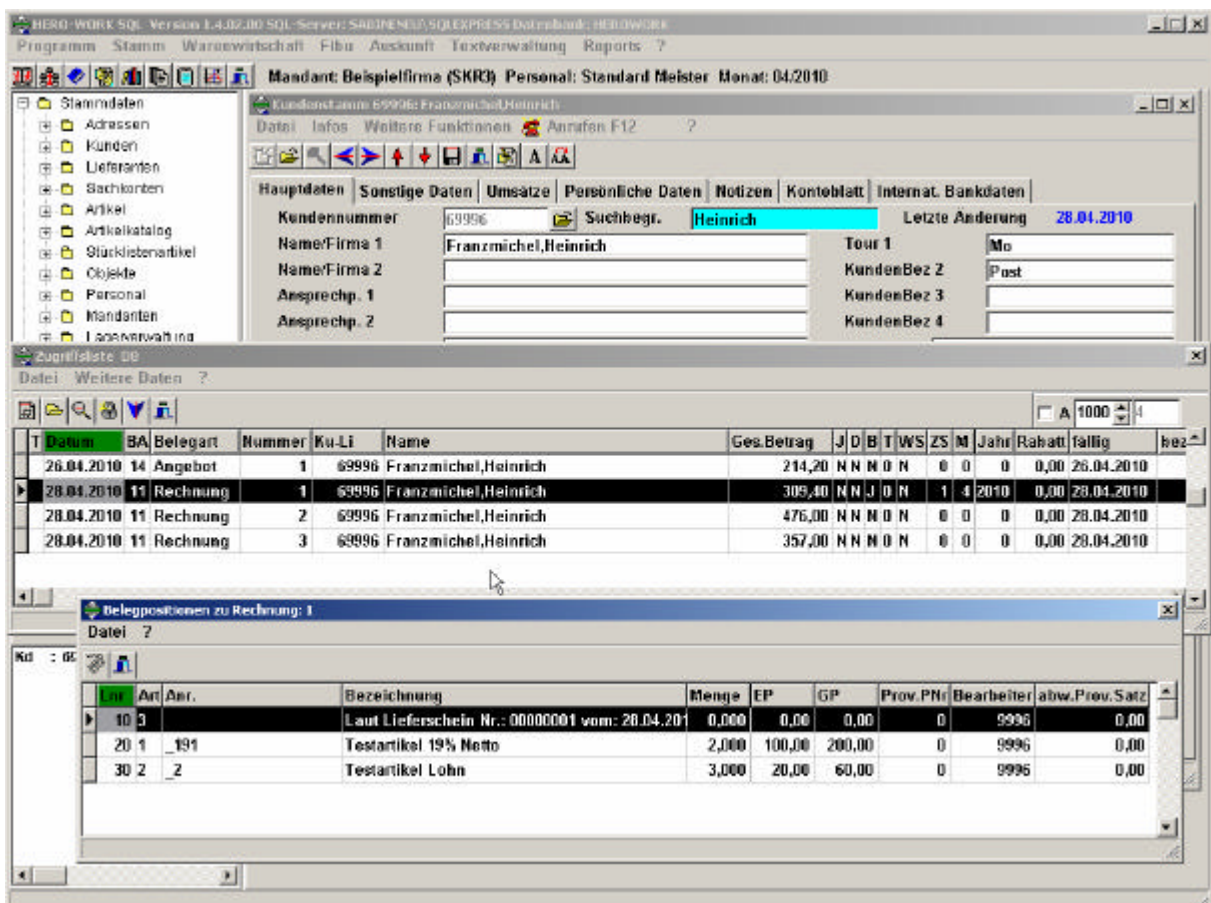 HERO-WORK SQL Version 1.4.02.00 SQL-Server: SABINENEU\SQLEXPRESS Datenbank: HEROWORK
Programm Stamm Warenwirtschaft Fibu Auskunft Textverwaltung Reports ?
Mandant: Beispielfirma (SKR3) Personal: Standard Meister Monat: 04/2010
Stammdaten
Adressen
Kunden
Lieferanten
Sachkonten
Artikel
Artikelkatalog
Stücklistenartikel
Objekte
Personal
Mandanten
Lagerverwaltung
Kundenstamm 69996: Franzmichel,Heinrich
Datei Infos Weitere Funktionen Anrufen F12 ?
Hauptdaten Sonstige Daten Umsätze Persönliche Daten Notizen Kontoblatt Internat. Bankdaten
Kundennummer 69996 Suchbegr. Heinrich Letzte Änderung 28.04.2010
Name/Firma 1 Franzmichel,Heinrich Tour 1 Mo
Name/Firma 2 KundenBez 2 Post
Ansprechp. 1 KundenBez 3
Ansprechp. 2 KundenBez 4
Zugriffsliste DB
Datei Weitere Daten ?
A 1000 4
T Datum BA Belegart Nummer Ku-Li Name Ges.Betrag J D B T WS ZS M Jahr Rabatt fällig bez
26.04.2010 14 Angebot 1 69996 Franzmichel,Heinrich 214,20 N N N 0 N 0 0 0 0,00 26.04.2010
28.04.2010 11 Rechnung 1 69996 Franzmichel,Heinrich 309,40 N N J 0 N 1 4 2010 0,00 28.04.2010
28.04.2010 11 Rechnung 2 69996 Franzmichel,Heinrich 476,00 N N N 0 N 0 0 0 0,00 28.04.2010
28.04.2010 11 Rechnung 3 69996 Franzmichel,Heinrich 357,00 N N N 0 N 0 0 0 0,00 28.04.2010
Belegpositionen zu Rechnung: 1
Datei ?
Kd : 69
Lnr Art Anr. Bezeichnung Menge EP GP Prov.PNr Bearbeiter abw.Prov.Satz
10 3 Laut Lieferschein Nr.: 00000001 vom: 28.04.201 0,000 0,00 0,00 0 9996 0,00
20 1 _191 Testartikel 19% Netto 2,000 100,00 200,00 0 9996 0,00
30 2 _2 Testartikel Lohn 3,000 20,00 60,00 0 9996 0,00